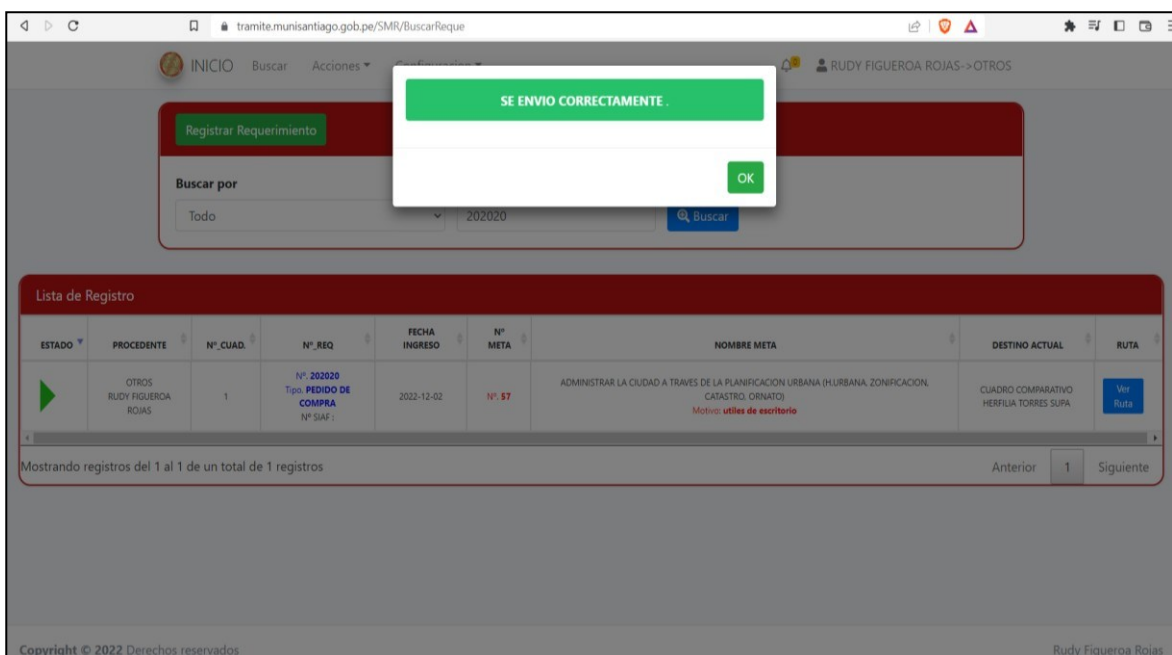 tramite.munisantiago.gob.pe/SMR/BuscarReque
INICIO Buscar Acciones Configuracion RUDY FIGUEROA ROJAS->OTROS
SE ENVIO CORRECTAMENTE .
OK
Registrar Requerimiento
Buscar por
Todo 202020 Buscar
Lista de Registro
ESTADO PROCEDENTE N°_CUAD. N°_REQ FECHA INGRESO N° META NOMBRE META DESTINO ACTUAL RUTA
OTROS
RUDY FIGUEROA
ROJAS
1
N°. 202020
Tipo. PEDIDO DE
COMPRA
N° SIAF :
2022-12-02
N°. 57
ADMINISTRAR LA CIUDAD A TRAVES DE LA PLANIFICACION URBANA (H.URBANA, ZONIFICACION,
CATASTRO, ORNATO)
Motivo: utiles de escritorio
CUADRO COMPARATIVO
HERFILIA TORRES SUPA
Ver
Ruta
Mostrando registros del 1 al 1 de un total de 1 registros
Anterior 1 Siguiente
Copyright © 2022 Derechos reservados
Rudy Figueroa Rojas